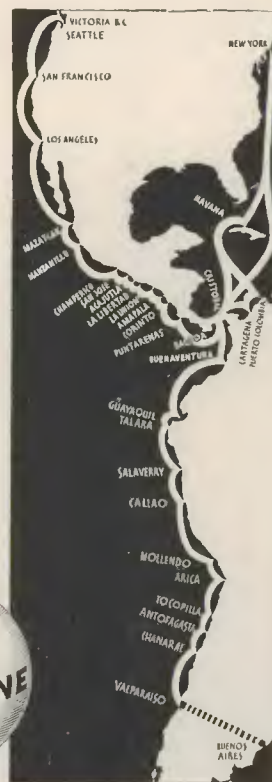 VICTORIA B.C.
SEATTLE
NEW YORK
SAN FRANCISCO
LOS ANGELES
HAVANA
MAZATLAN
MANZANILLO
CHAMPERICO
SAN JOSE
ACAJUTLA
LA LIBERTAD
LA UNION
AMAPALA
CORINTO
PUNTARENAS
CARTAGENA
PUERTO COLOMBIA
BUENAVENTURA
GUAYAQUIL
TALARA
SALAVERRY
CALLAO
MOLLENDO
ARICA
TOCOPILLA
ANTOFAGASTA
CHANARAL
NE
VALPARAISO
BUENOS
AIRES